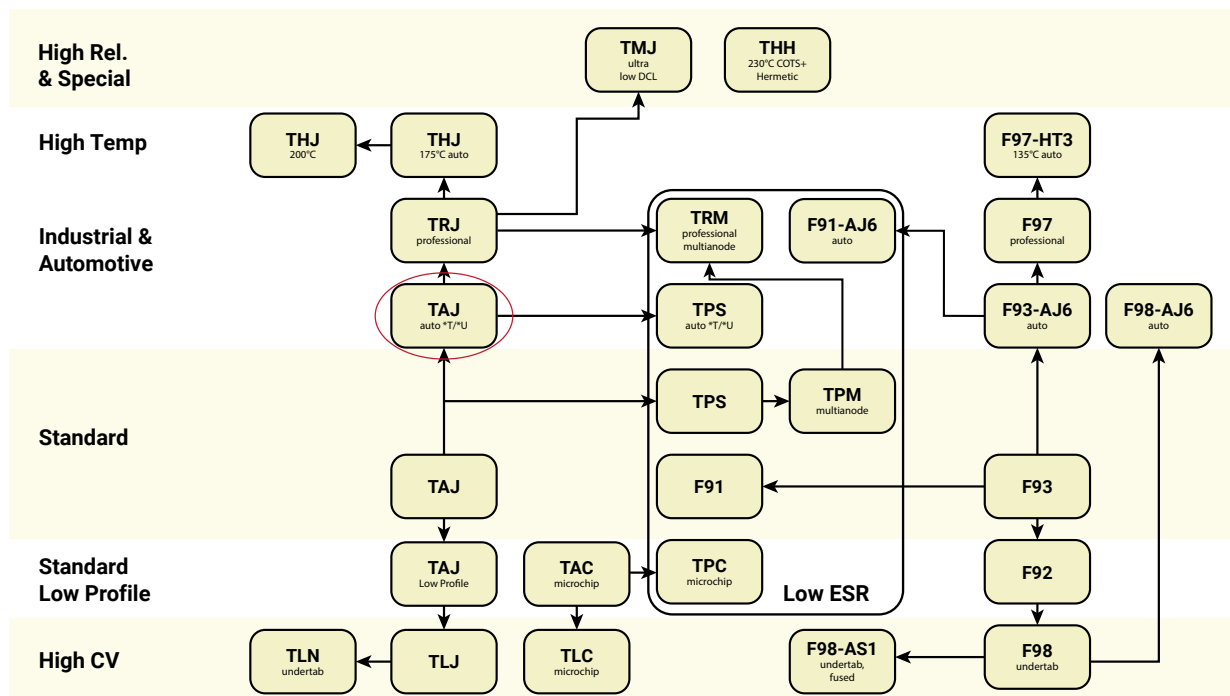 High Rel.
& Special
TMJ
ultra
low DCL
THH
230°C COTS+
Hermetic
High Temp
THJ
200°C
THJ
175°C auto
F97-HT3
135°C auto
Industrial &
Automotive
TRJ
professional
TRM
professional
multianode
F91-AJ6
auto
F97
professional
TAJ
auto *T/*U
TPS
auto *T/*U
F93-AJ6
auto
F98-AJ6
auto
Standard
TPS
TPM
multianode
TAJ
F91
F93
Standard
Low Profile
TAJ
Low Profile
TAC
microchip
TPC
microchip
Low ESR
F92
High CV
TLN
undertab
TLJ
TLC
microchip
F98-AS1
undertab,
fused
F98
undertab